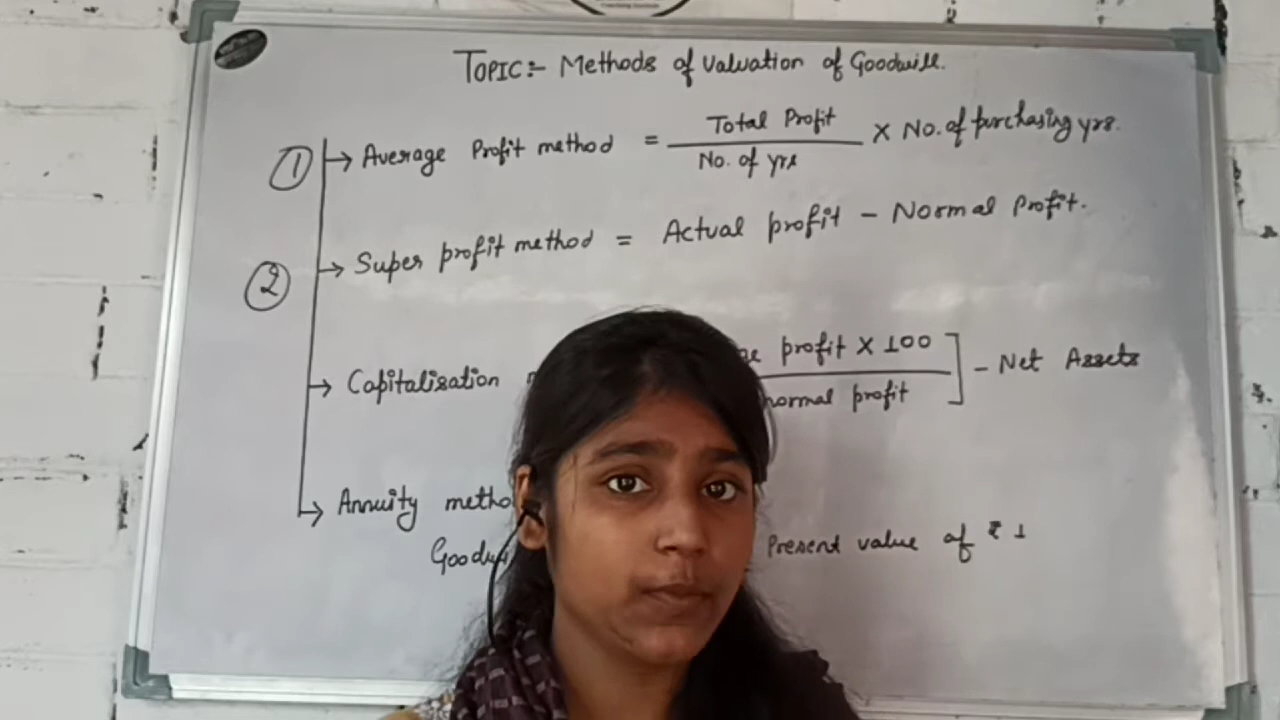 TOPIC:- Methods of Valuation of Goodwill.
① → Average Profit method = Total Profit / No. of yrs × No. of purchasing yrs.
② → Super profit method = Actual profit - Normal Profit.
→ Capitalisation profit × 100 / normal profit ] - Net Assets
→ Annuity
Present value of ₹ 1